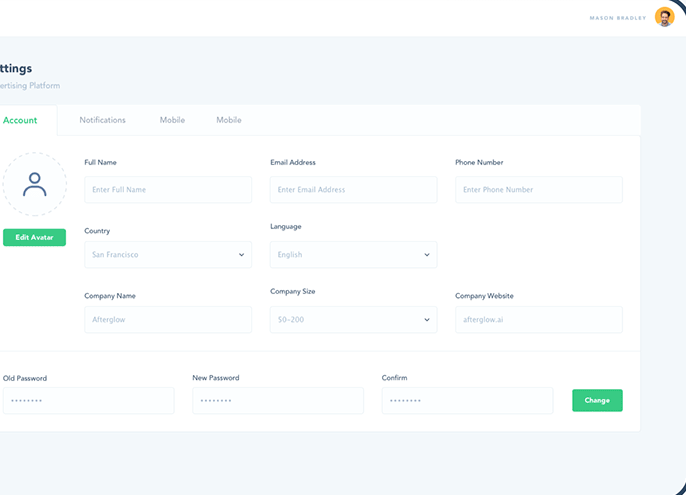 MASON BRADLEY
ttings
ertising Platform
Account Notifications Mobile Mobile
Full Name Email Address Phone Number
Enter Full Name Enter Email Address Enter Phone Number
Edit Avatar
Country Language
San Francisco English
Company Name Company Size Company Website
Afterglow 50-200 afterglow.ai
Old Password New Password Confirm
•••••••• •••••••• ••••••••
Change